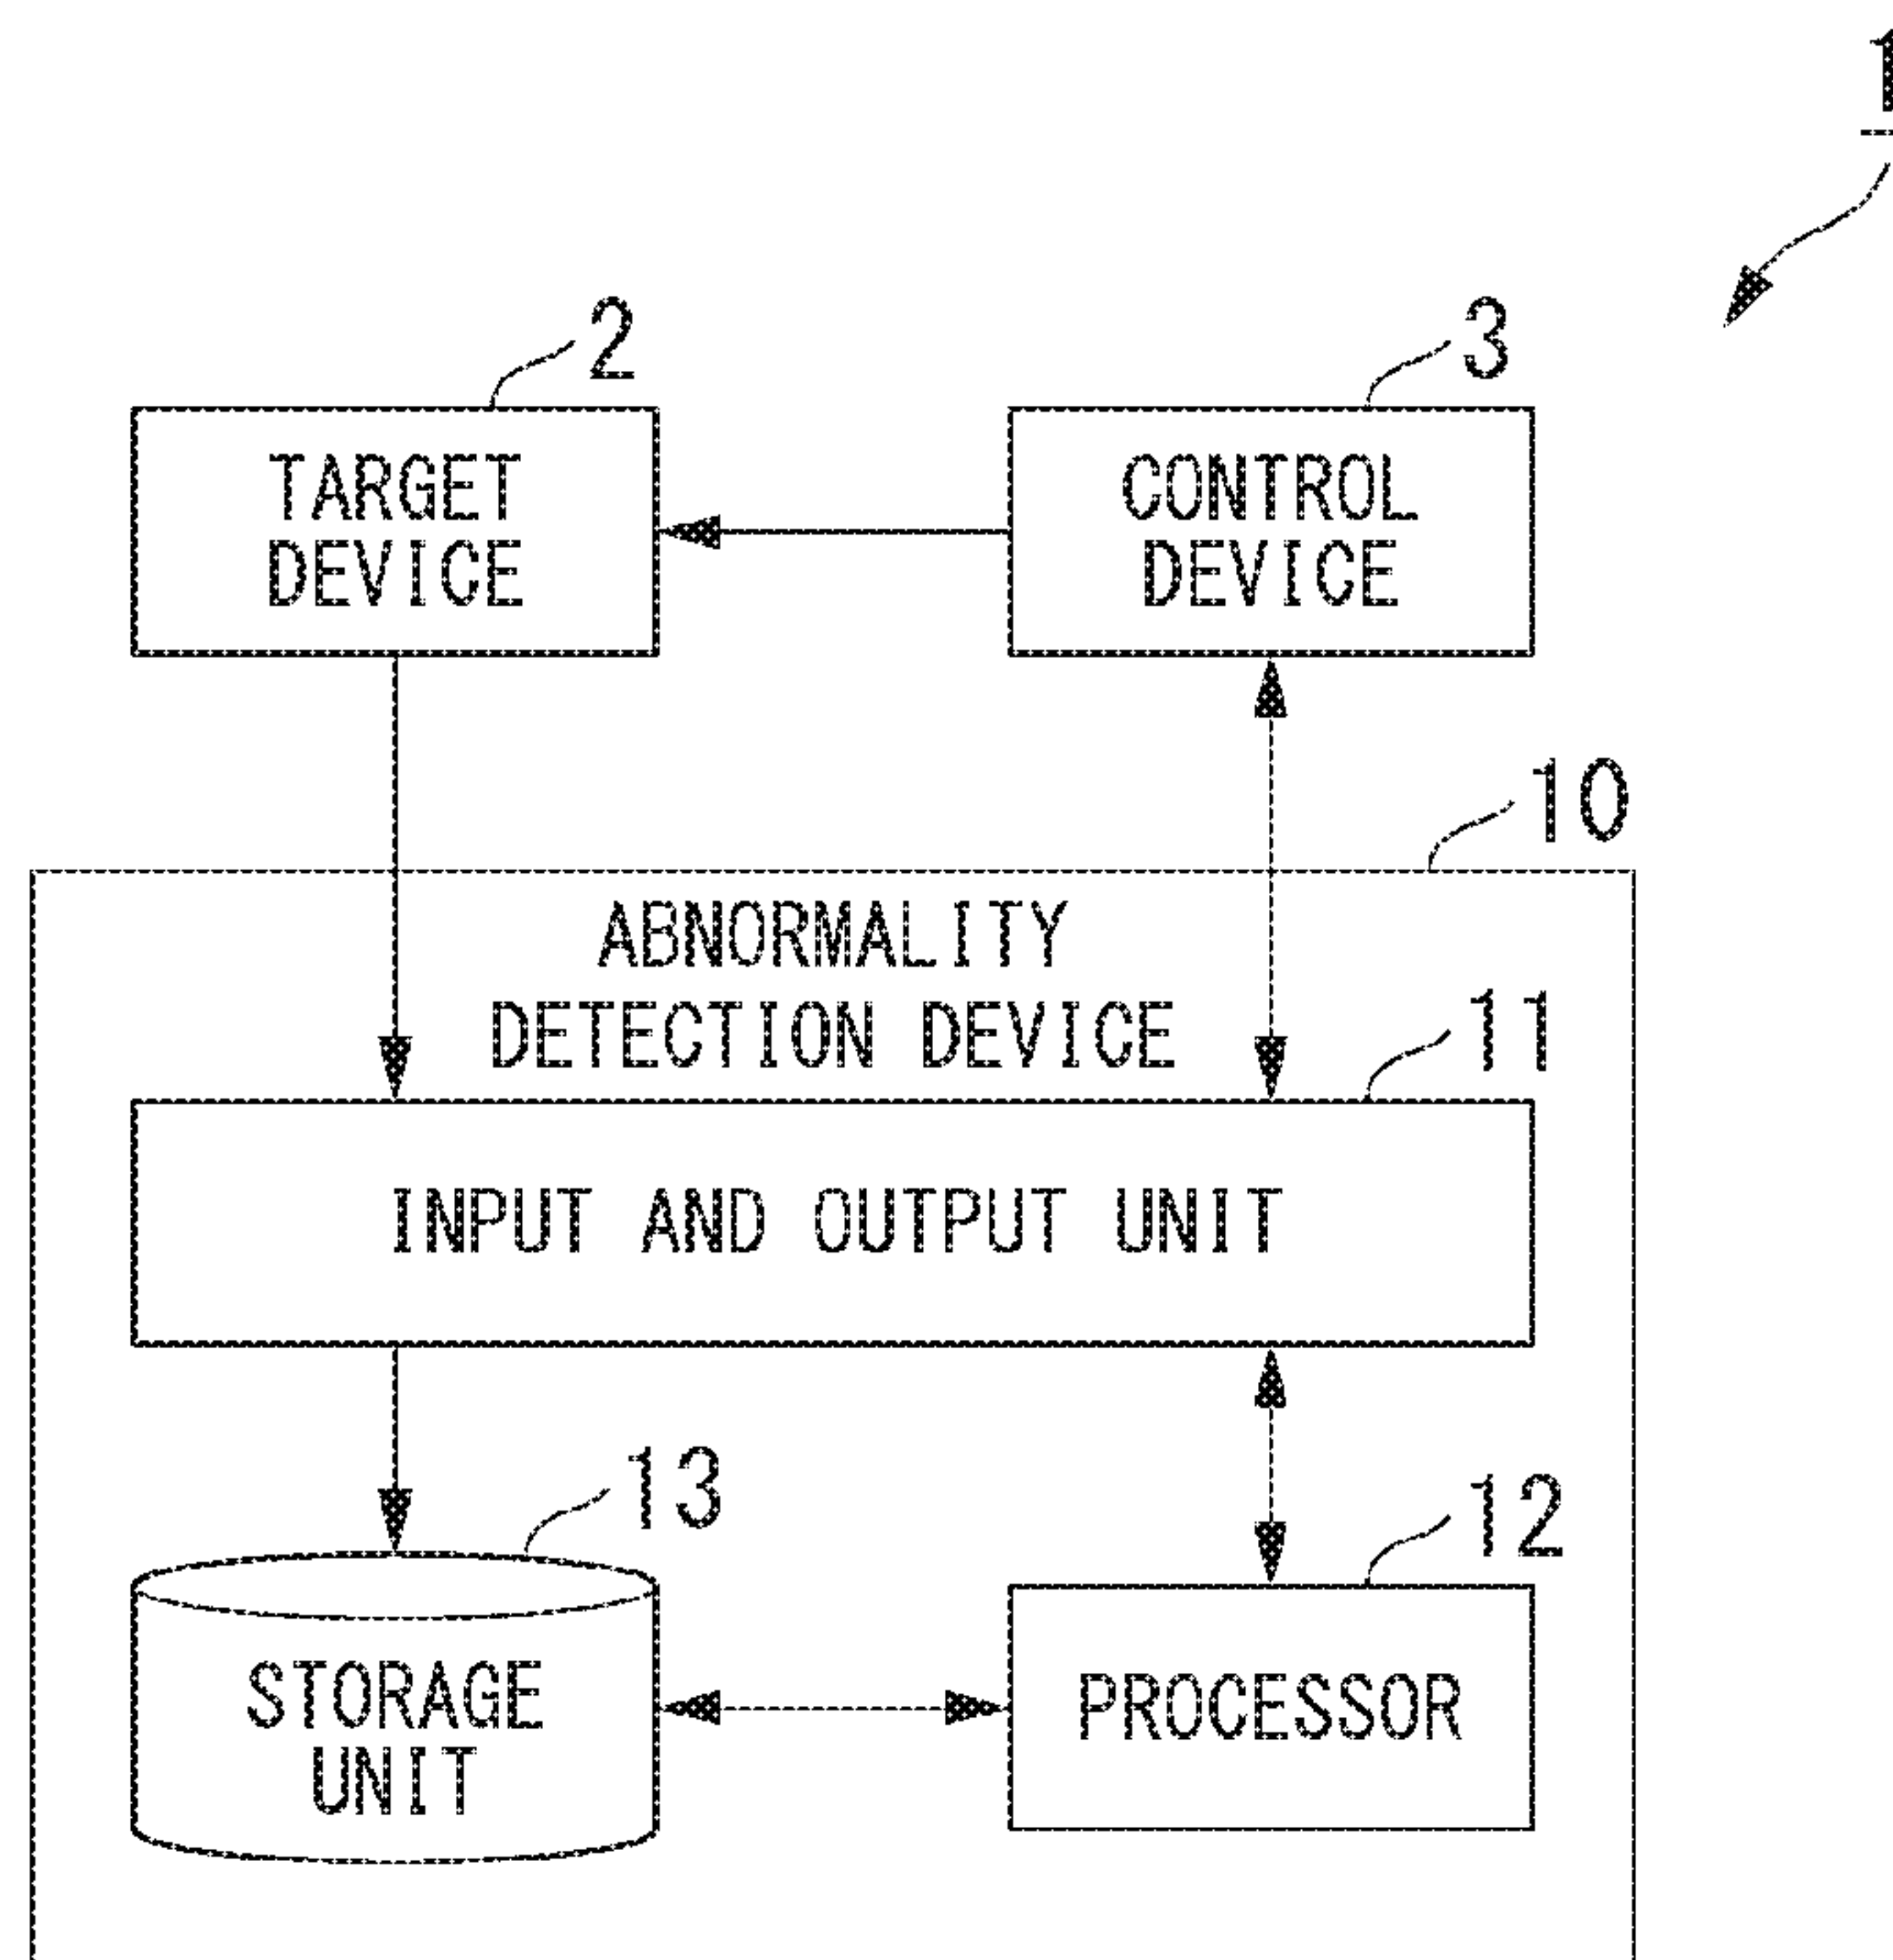 1
2
3
TARGET
DEVICE
CONTROL
DEVICE
10
ABNORMALITY
DETECTION DEVICE
11
INPUT AND OUTPUT UNIT
13
12
STORAGE
UNIT
PROCESSOR